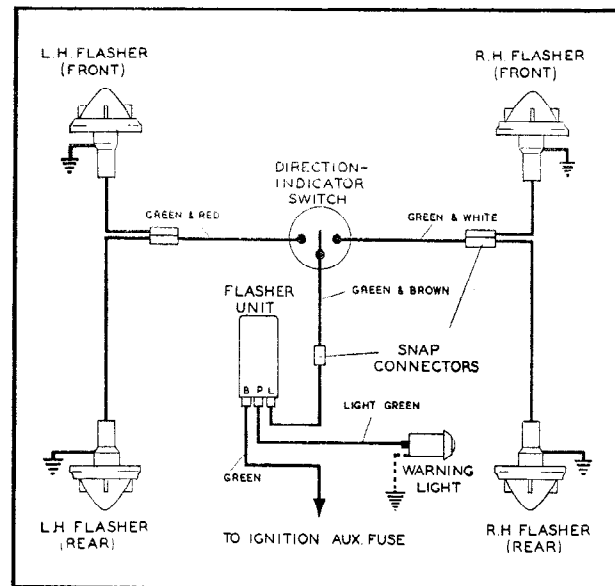 L.H. FLASHER
(FRONT)
R.H. FLASHER
(FRONT)
DIRECTION-
INDICATOR
SWITCH
GREEN & RED
GREEN & WHITE
GREEN & BROWN
FLASHER
UNIT
B P L
SNAP
CONNECTORS
LIGHT GREEN
GREEN
WARNING
LIGHT
L.H FLASHER
(REAR)
R.H FLASHER
(REAR)
TO IGNITION AUX. FUSE